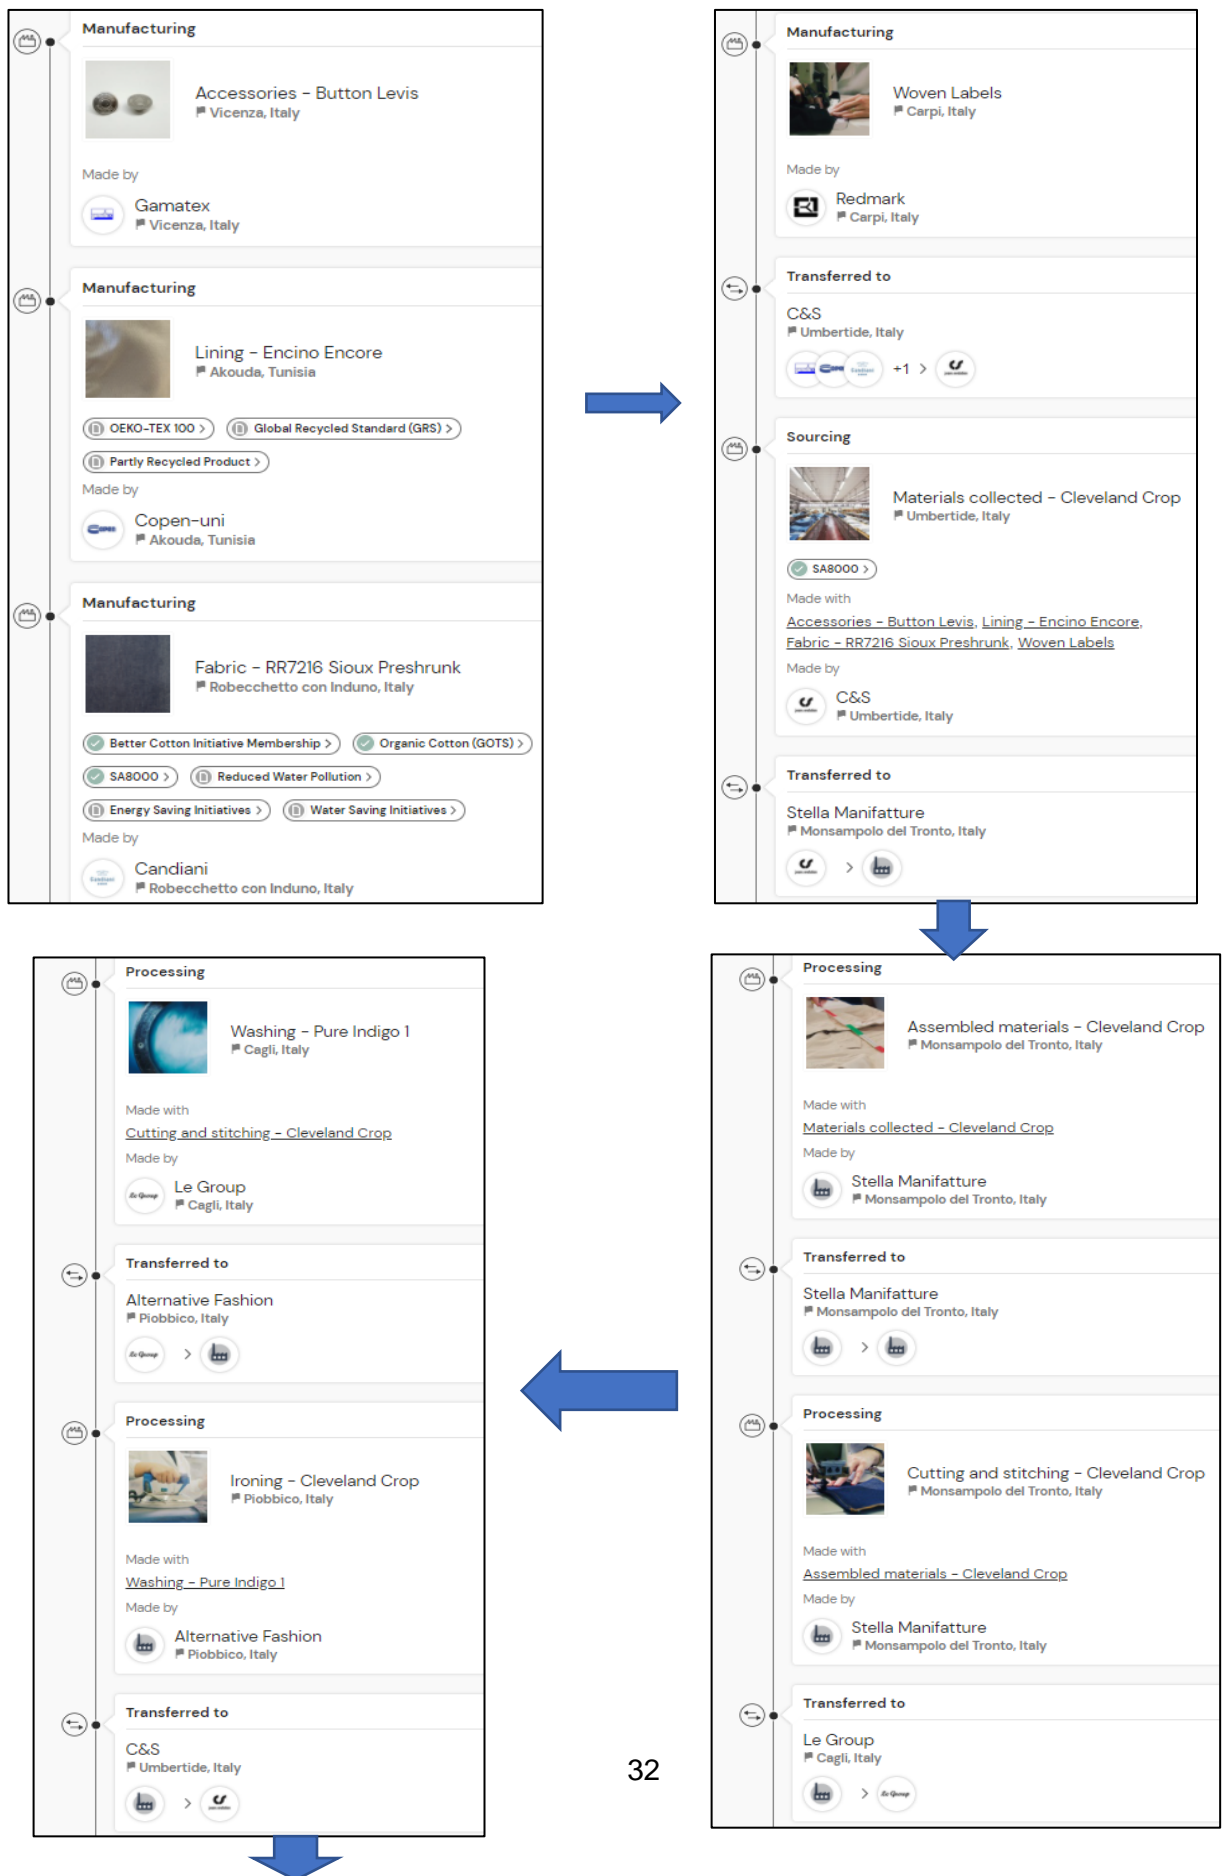 Manufacturing
Accessories - Button Levis
Vicenza, Italy
Made by
Gamatex
Vicenza, Italy
Manufacturing
Lining - Encino Encore
Akouda, Tunisia
OEKO-TEX 100 >
Global Recycled Standard (GRS) >
Partly Recycled Product >
Made by
Copen-uni
Akouda, Tunisia
Manufacturing
Fabric - RR7216 Sioux Preshrunk
Robecchetto con Induno, Italy
Better Cotton Initiative Membership >
Organic Cotton (GOTS) >
SA8000 >
Reduced Water Pollution >
Energy Saving Initiatives >
Water Saving Initiatives >
Made by
Candiani
Robecchetto con Induno, Italy
Manufacturing
Woven Labels
Carpi, Italy
Made by
Redmark
Carpi, Italy
Transferred to
C&S
Umbertide, Italy
+1 >
Sourcing
Materials collected - Cleveland Crop
Umbertide, Italy
SA8000 >
Made with
Accessories - Button Levis, Lining - Encino Encore,
Fabric - RR7216 Sioux Preshrunk, Woven Labels
Made by
C&S
Umbertide, Italy
Transferred to
Stella Manifatture
Monsampolo del Tronto, Italy
>
Processing
Assembled materials - Cleveland Crop
Monsampolo del Tronto, Italy
Made with
Materials collected - Cleveland Crop
Made by
Stella Manifatture
Monsampolo del Tronto, Italy
Transferred to
Stella Manifatture
Monsampolo del Tronto, Italy
>
Processing
Cutting and stitching - Cleveland Crop
Monsampolo del Tronto, Italy
Made with
Assembled materials - Cleveland Crop
Made by
Stella Manifatture
Monsampolo del Tronto, Italy
Transferred to
Le Group
Cagli, Italy
> Le Group
Processing
Washing - Pure Indigo 1
Cagli, Italy
Made with
Cutting and stitching - Cleveland Crop
Made by
Le Group
Le Group
Cagli, Italy
Transferred to
Alternative Fashion
Piobbico, Italy
Le Group >
Processing
Ironing - Cleveland Crop
Piobbico, Italy
Made with
Washing - Pure Indigo 1
Made by
Alternative Fashion
Piobbico, Italy
Transferred to
C&S
Umbertide, Italy
>
32